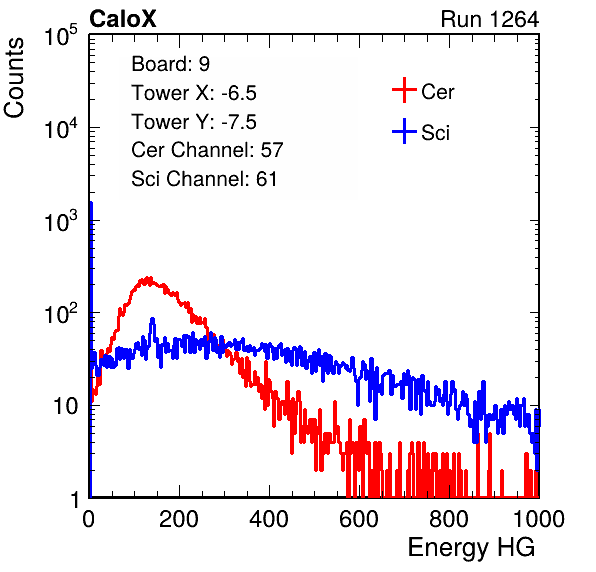 CaloX Run 1264
Counts
Board: 9
Tower X: -6.5
Tower Y: -7.5
Cer Channel: 57
Sci Channel: 61
Cer
Sci
10^5
10^4
10^3
10^2
10
1
0 200 400 600 800 1000
Energy HG